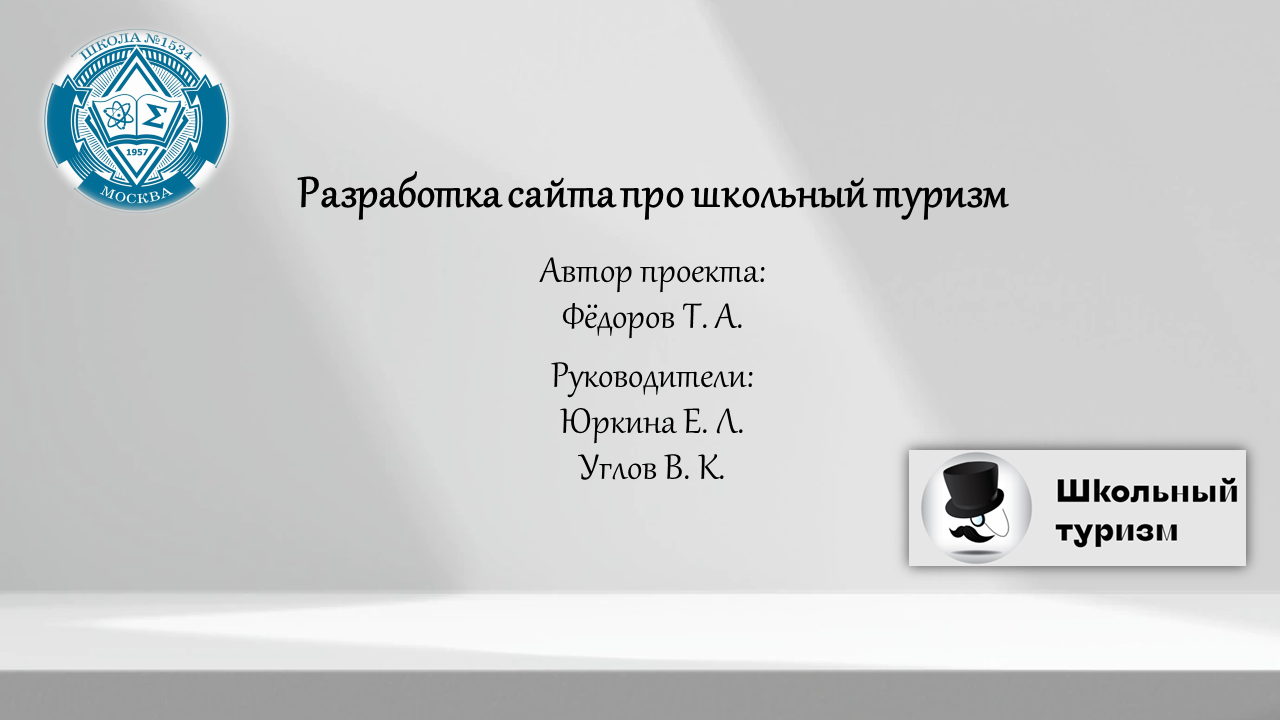 ШКОЛА №1534
1957
МОСКВА
Разработка сайта про школьный туризм
Автор проекта:
Фёдоров Т. А.
Руководители:
Юркина Е. Л.
Углов В. К.
Школьный
туризм